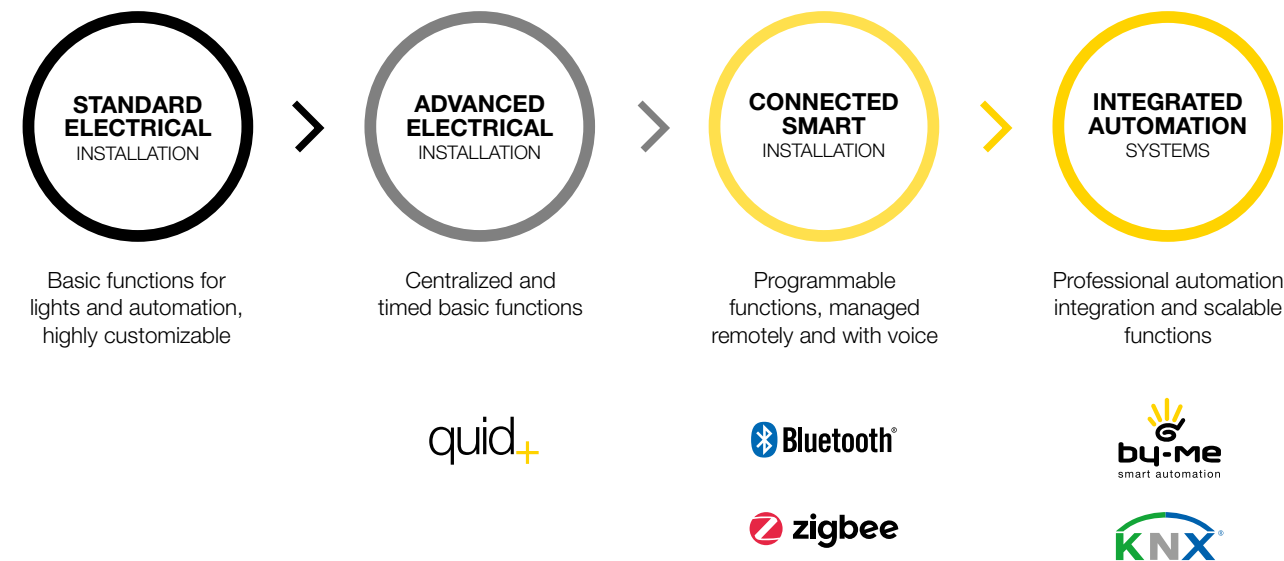 STANDARD
ELECTRICAL
INSTALLATION
Basic functions for
lights and automation,
highly customizable
ADVANCED
ELECTRICAL
INSTALLATION
Centralized and
timed basic functions
quid+
CONNECTED
SMART
INSTALLATION
Programmable
functions, managed
remotely and with voice
Bluetooth®
zigbee
INTEGRATED
AUTOMATION
SYSTEMS
Professional automation
integration and scalable
functions
by-me
smart automation
KNX®